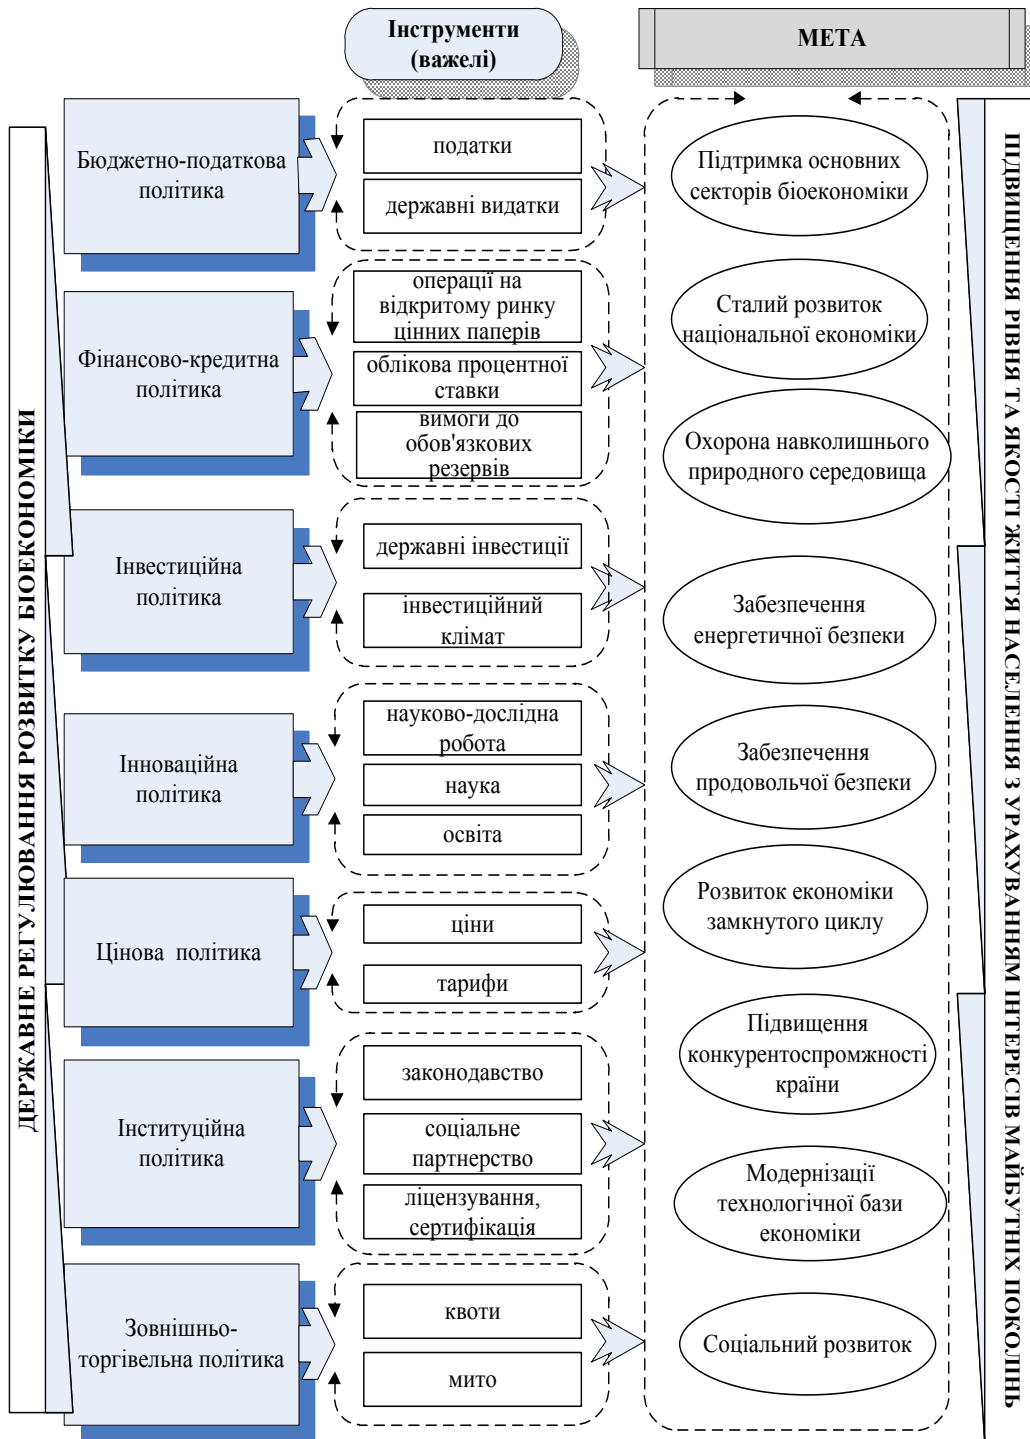 Інструменти
(важелі)
МЕТА
ДЕРЖАВНЕ РЕГУЛЮВАННЯ РОЗВИТКУ БІОЕКОНОМІКИ
Бюджетно-податкова
політика
податки
державні видатки
Фінансово-кредитна
політика
операції на
відкритому ринку
цінних паперів
облікова процентної
ставки
вимоги до
обов'язкових
резервів
Інвестиційна
політика
державні інвестиції
інвестиційний
клімат
Інноваційна
політика
науково-дослідна
робота
наука
освіта
Цінова політика
ціни
тарифи
Інституційна
політика
законодавство
соціальне
партнерство
ліцензування,
сертифікація
Зовнішньо-
торгівельна політика
квоти
мито
Підтримка основних
секторів біоекономіки
Сталий розвиток
національної економіки
Охорона навколишнього
природного середовища
Забезпечення
енергетичної безпеки
Забезпечення
продовольчої безпеки
Розвиток економіки
замкнутого циклу
Підвищення
конкурентоспромжності
країни
Модернізації
технологічної бази
економіки
Соціальний розвиток
ПІДВИЩЕННЯ РІВНЯ ТА ЯКОСТІ ЖИТТЯ НАСЕЛЕННЯ З УРАХУВАННЯМ ІНТЕРЕСІВ МАЙБУТНІХ ПОКОЛІНЬ